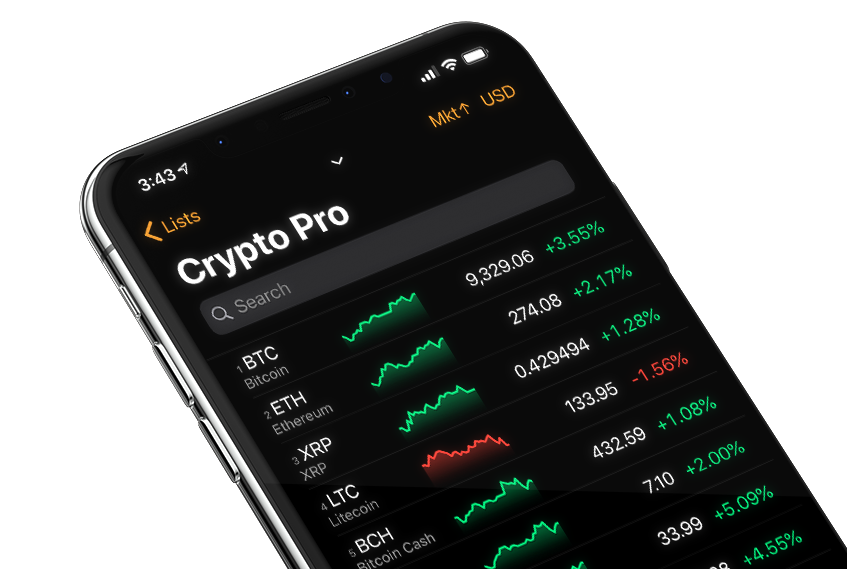 3:43
Mkt↑ USD
Lists
Crypto Pro
Search
1 BTC 9,329.06 +3.55%
Bitcoin
2 ETH 274.08 +2.17%
Ethereum
3 XRP 0.429494 +1.28%
XRP
4 LTC 133.95 -1.56%
Litecoin
5 BCH 432.59 +1.08%
Bitcoin Cash
7.10 +2.00%
33.99 +5.09%
+4.55%